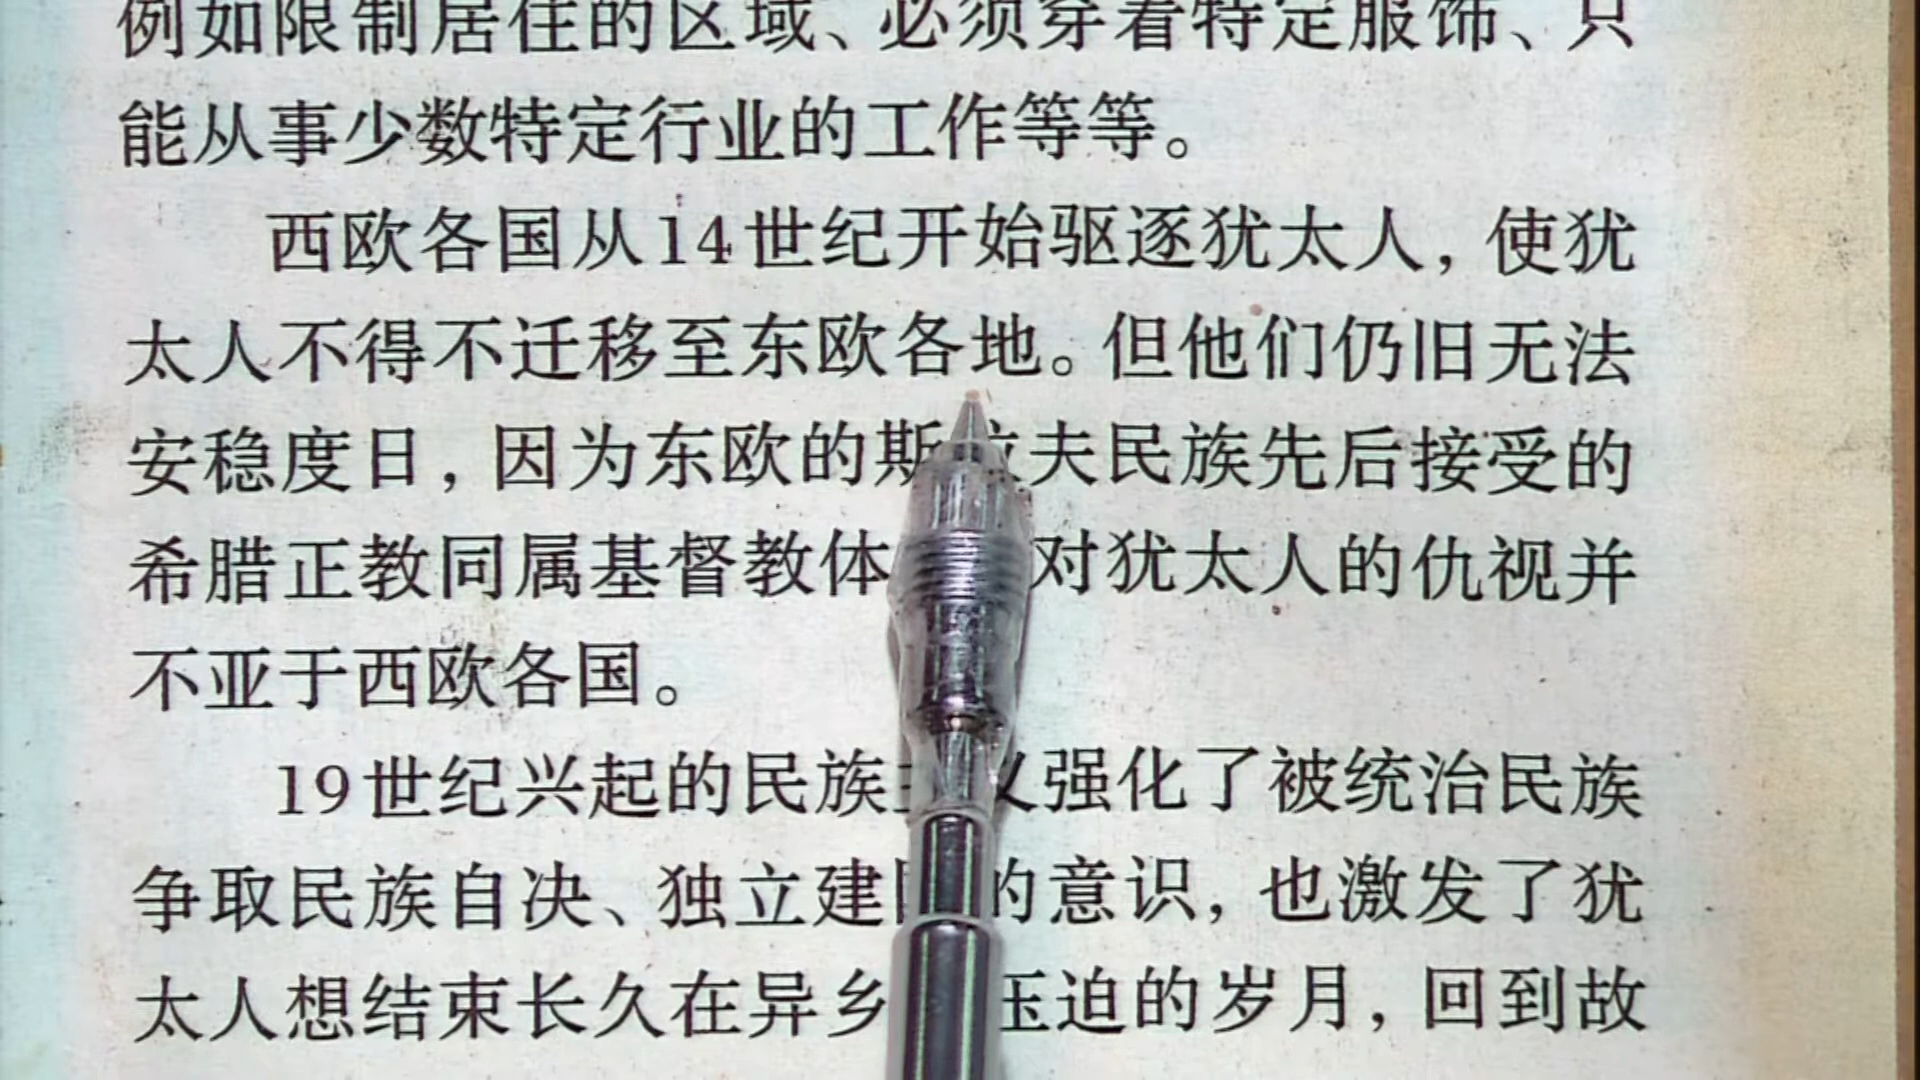 例如限制居住的区域、必须穿着特定服饰、只
能从事少数特定行业的工作等等。
西欧各国从14世纪开始驱逐犹太人，使犹
太人不得不迁移至东欧各地。但他们仍旧无法
安稳度日，因为东欧的斯拉夫民族先后接受的
希腊正教同属基督教体 对犹太人的仇视并
不亚于西欧各国。
19世纪兴起的民族主义强化了被统治民族
争取民族自决、独立建国的意识，也激发了犹
太人想结束长久在异乡 压迫的岁月，回到故